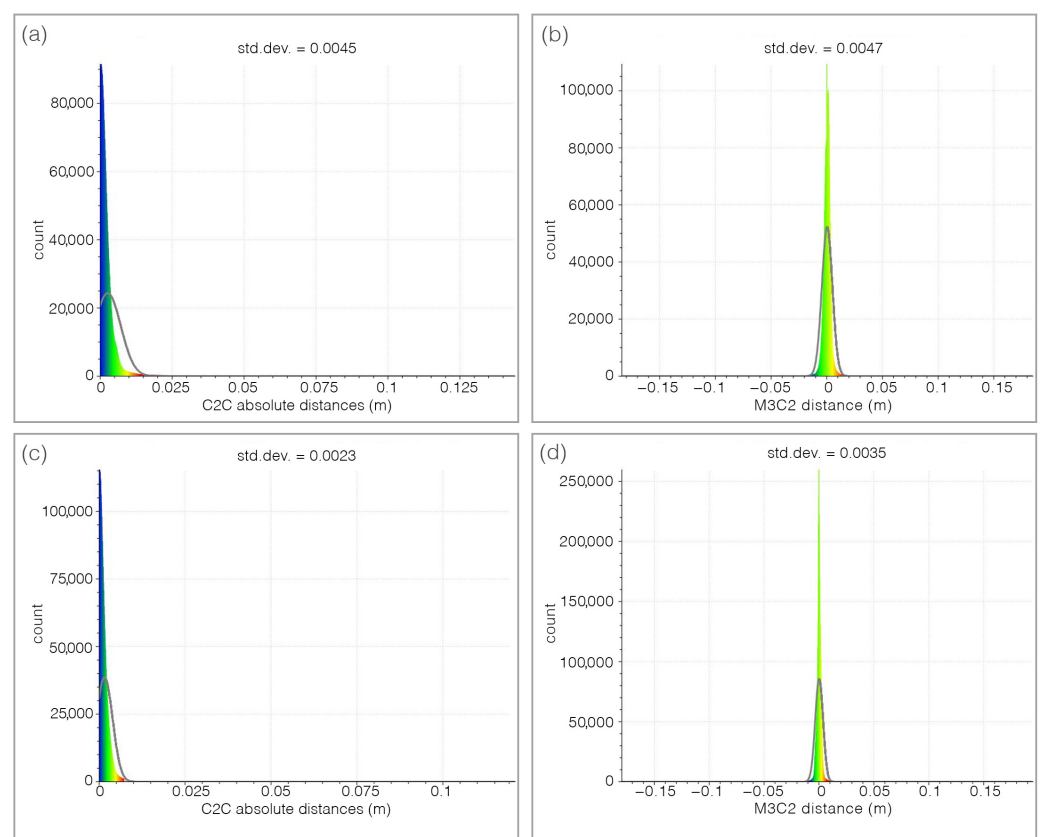 (a)
std.dev. = 0.0045
80,000
60,000
40,000
20,000
0
count
0 0.025 0.05 0.075 0.1 0.125
C2C absolute distances (m)
(b)
std.dev. = 0.0047
100,000
80,000
60,000
40,000
20,000
0
count
−0.15 −0.1 −0.05 0 0.05 0.1 0.15
M3C2 distance (m)
(c)
std.dev. = 0.0023
100,000
75,000
50,000
25,000
0
count
0 0.025 0.05 0.075 0.1
C2C absolute distances (m)
(d)
std.dev. = 0.0035
250,000
200,000
150,000
100,000
50,000
0
count
−0.15 −0.1 −0.05 0 0.05 0.1 0.15
M3C2 distance (m)